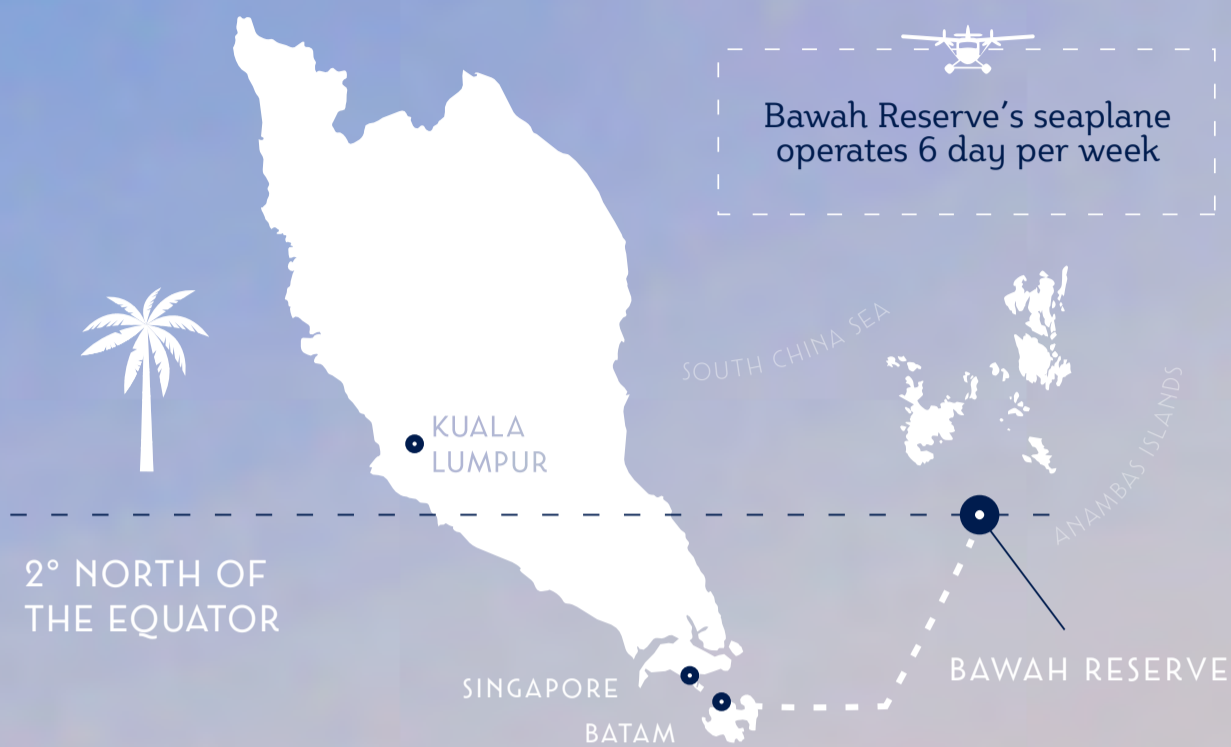 Bawah Reserve's seaplane
operates 6 day per week
SOUTH CHINA SEA
ANAMBAS ISLANDS
KUALA
LUMPUR
2° NORTH OF
THE EQUATOR
BAWAH RESERVE
SINGAPORE
BATAM